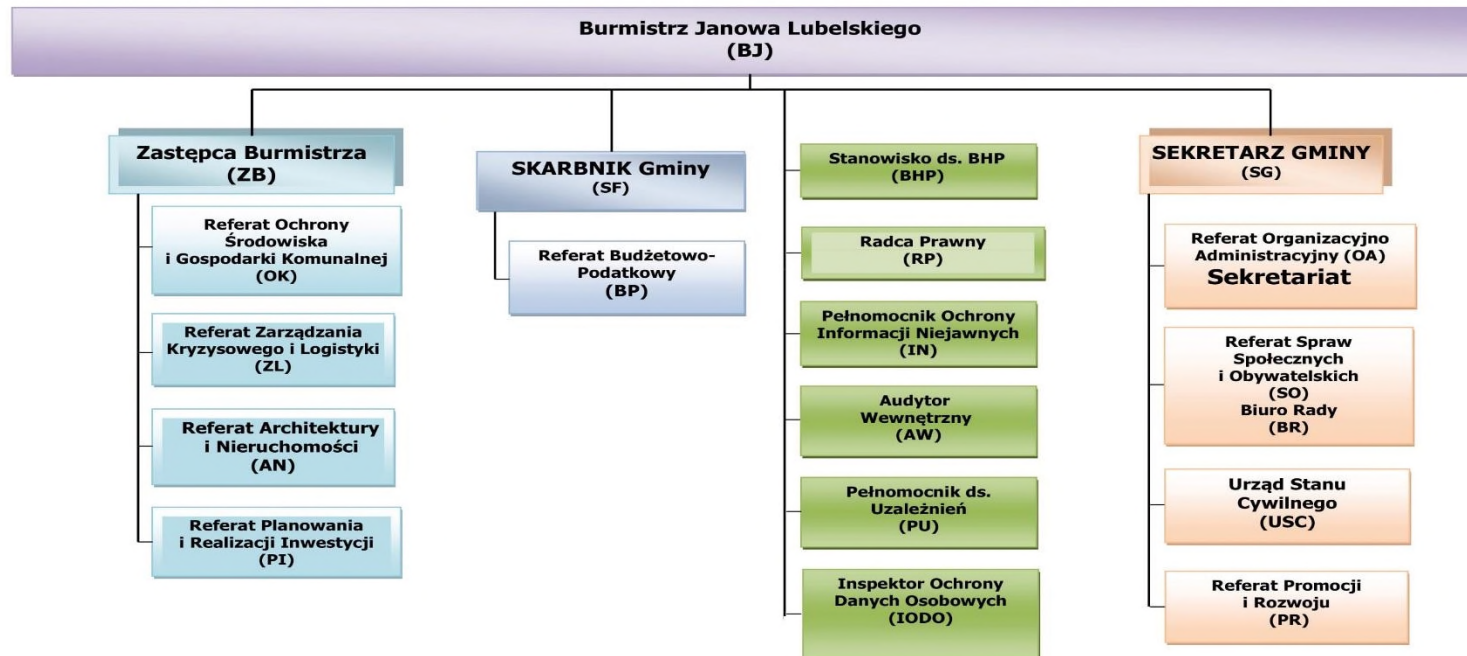 Burmistrz Janowa Lubelskiego
(BJ)
Zastępca Burmistrza
(ZB)
Referat Ochrony
Środowiska
i Gospodarki Komunalnej
(OK)
Referat Zarządzania
Kryzysowego i Logistyki
(ZL)
Referat Architektury
i Nieruchomości
(AN)
Referat Planowania
i Realizacji Inwestycji
(PI)
SKARBNIK Gminy
(SF)
Referat Budżetowo-
Podatkowy
(BP)
Stanowisko ds. BHP
(BHP)
Radca Prawny
(RP)
Pełnomocnik Ochrony
Informacji Niejawnych
(IN)
Audytor
Wewnętrzny
(AW)
Pełnomocnik ds.
Uzależnień
(PU)
Inspektor Ochrony
Danych Osobowych
(IODO)
SEKRETARZ GMINY
(SG)
Referat Organizacyjno
Administracyjny (OA)
Sekretariat
Referat Spraw
Społecznych
i Obywatelskich
(SO)
Biuro Rady
(BR)
Urząd Stanu
Cywilnego
(USC)
Referat Promocji
i Rozwoju
(PR)